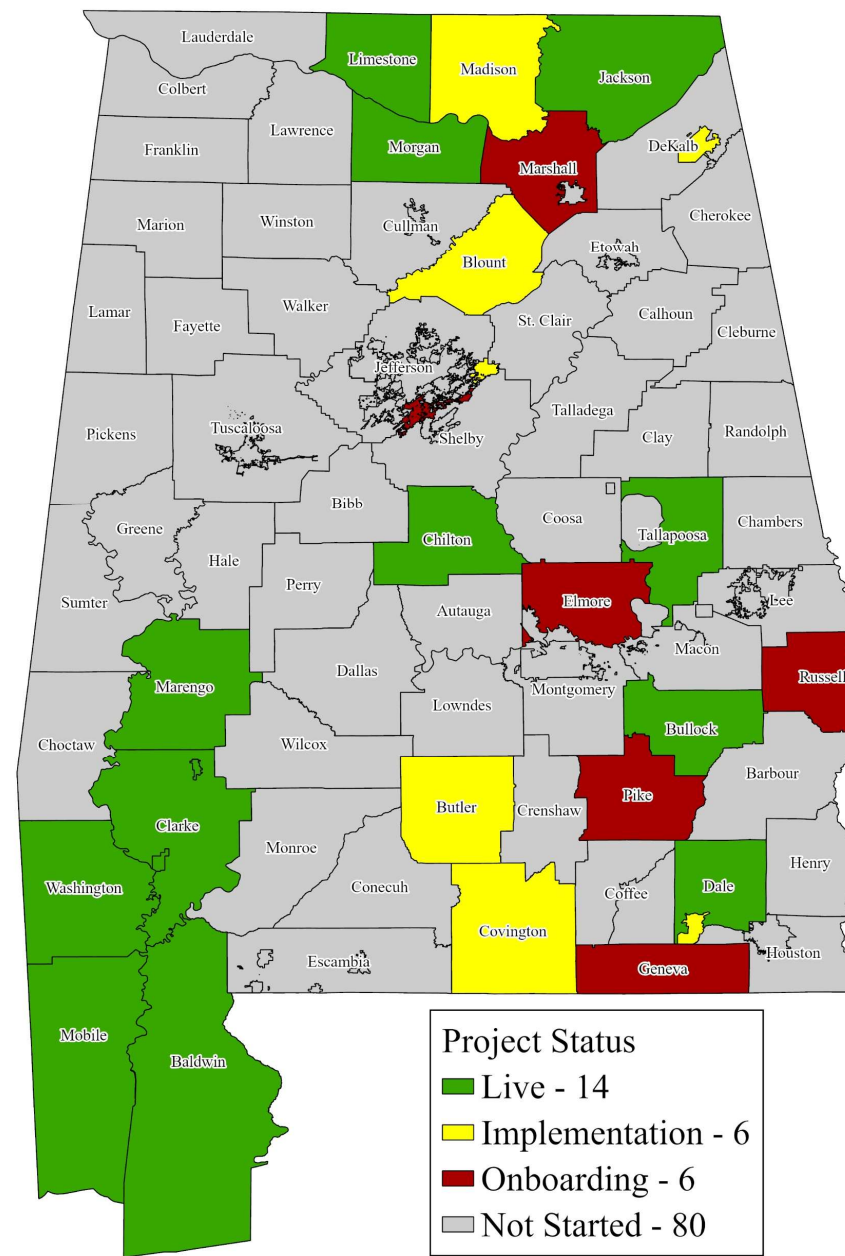 Lauderdale
Limestone
Madison
Jackson
Colbert
Lawrence
Franklin
Morgan
DeKalb
Marshall
Marion
Winston
Cullman
Cherokee
Etowah
Blount
Lamar
Fayette
Walker
St. Clair
Calhoun
Cleburne
Jefferson
Pickens
Tuscaloosa
Shelby
Talladega
Clay
Randolph
Bibb
Greene
Hale
Chilton
Coosa
Tallapoosa
Chambers
Sumter
Perry
Autauga
Elmore
Lee
Macon
Dallas
Marengo
Lowndes
Montgomery
Russell
Choctaw
Wilcox
Bullock
Barbour
Clarke
Butler
Crenshaw
Pike
Monroe
Washington
Conecuh
Coffee
Dale
Henry
Covington
Escambia
Geneva
Houston
Mobile
Baldwin
Project Status
Live - 14
Implementation - 6
Onboarding - 6
Not Started - 80